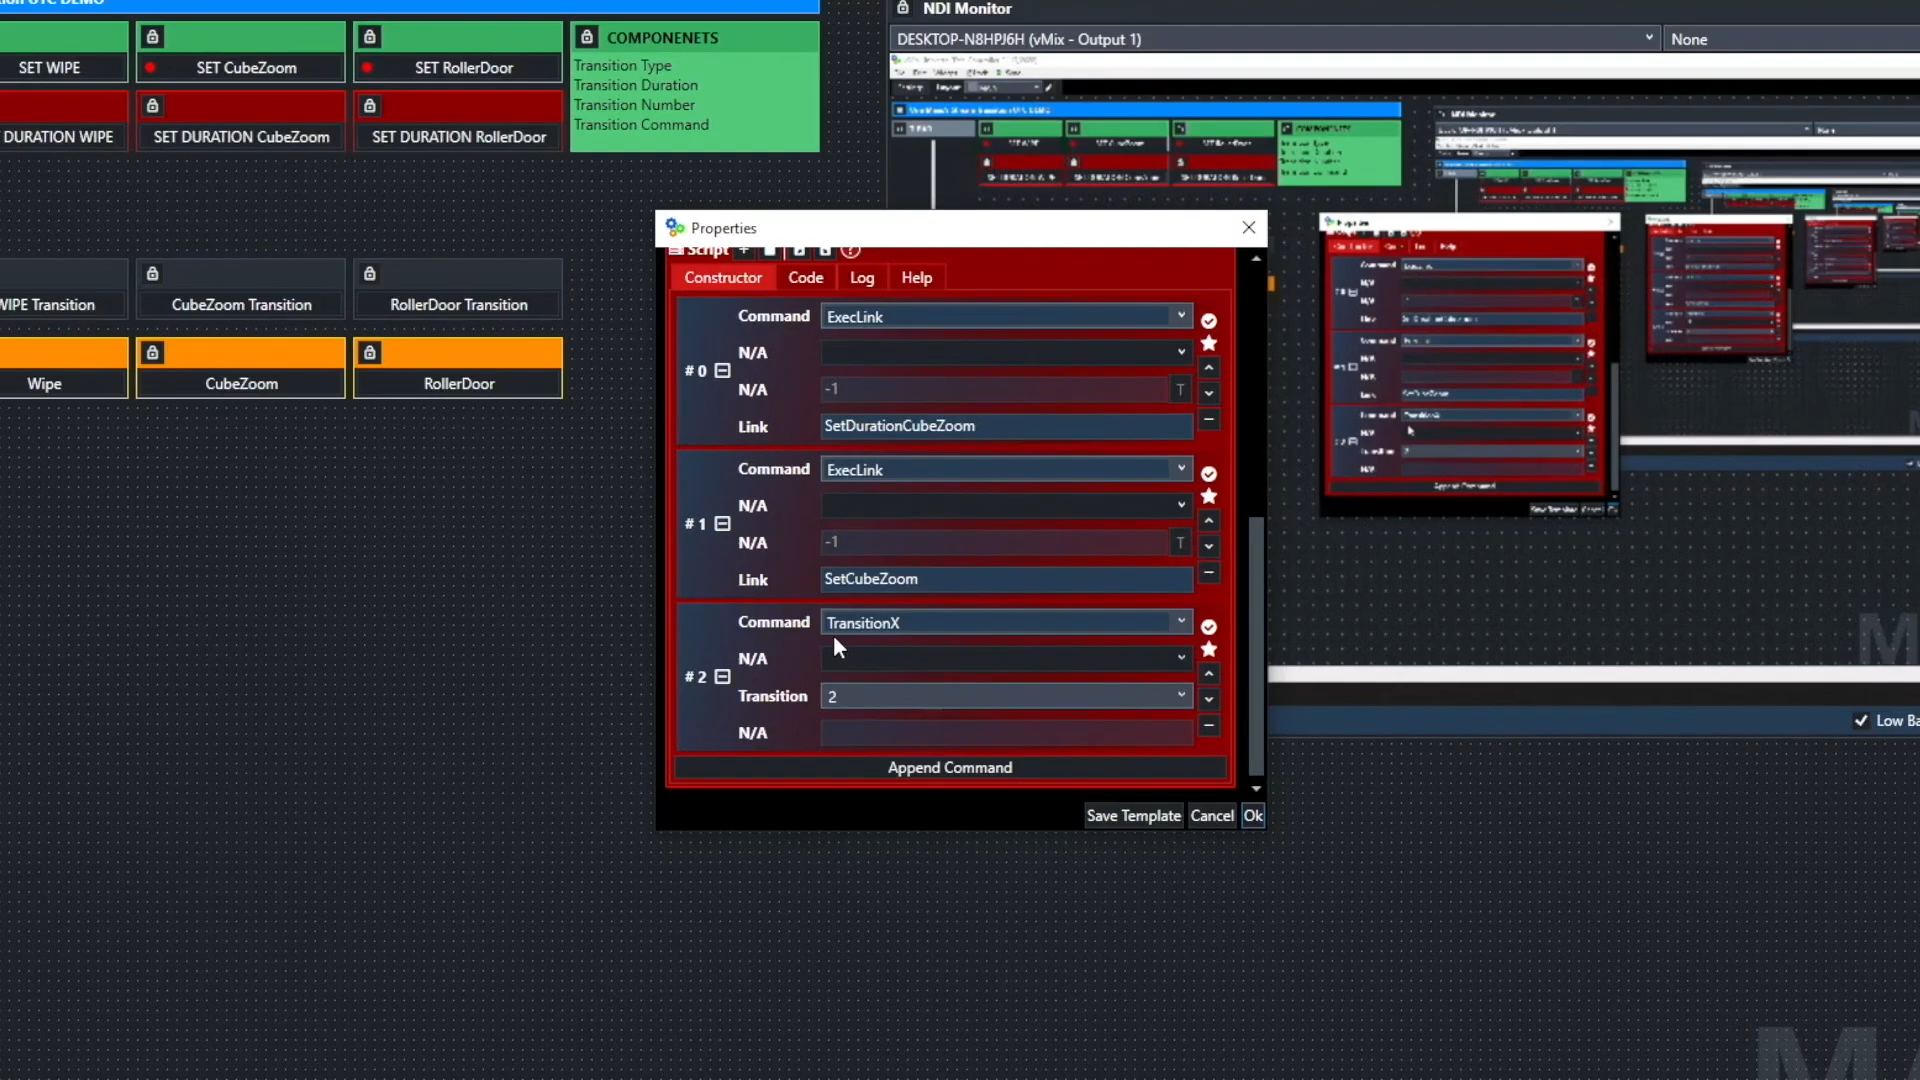 SET WIPE
SET CubeZoom
SET RollerDoor
DURATION WIPE
SET DURATION CubeZoom
SET DURATION RollerDoor
COMPONENETS
Transition Type
Transition Duration
Transition Number
Transition Command
WIPE Transition
CubeZoom Transition
RollerDoor Transition
Wipe
CubeZoom
RollerDoor
NDI Monitor
DESKTOP-N8HPJ6H (vMix - Output 1)
None
Properties
Script
Constructor
Code
Log
Help
Command
ExecLink
N/A
#0
N/A
-1
T
Link
SetDurationCubeZoom
Command
ExecLink
N/A
#1
N/A
-1
T
Link
SetCubeZoom
Command
TransitionX
N/A
#2
Transition
2
N/A
Append Command
Save Template
Cancel
Ok
Low